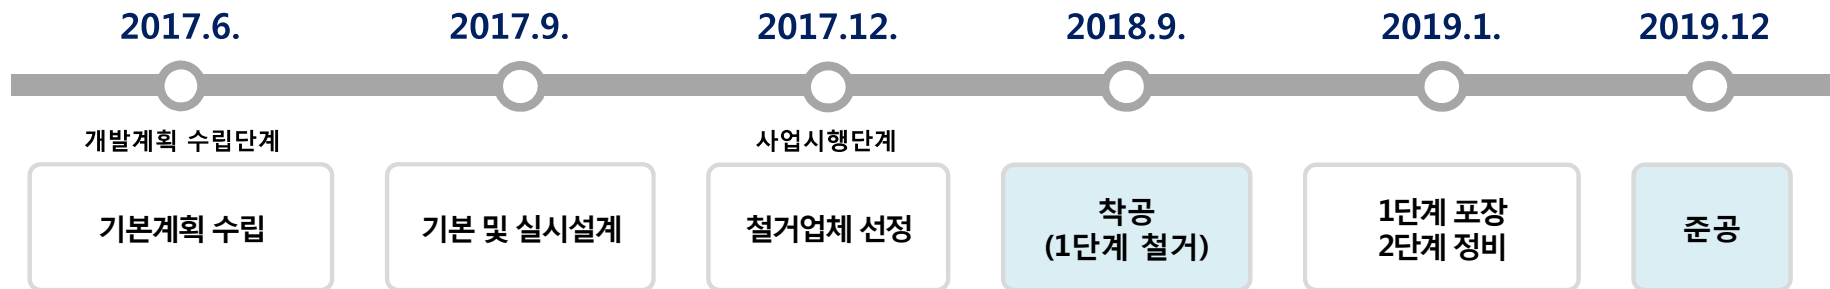 2017.6.
2017.9.
2017.12.
2018.9.
2019.1.
2019.12
개발계획 수립단계
사업시행단계
기본계획 수립
기본 및 실시설계
철거업체 선정
착공
(1단계 철거)
1단계 포장
2단계 정비
준공